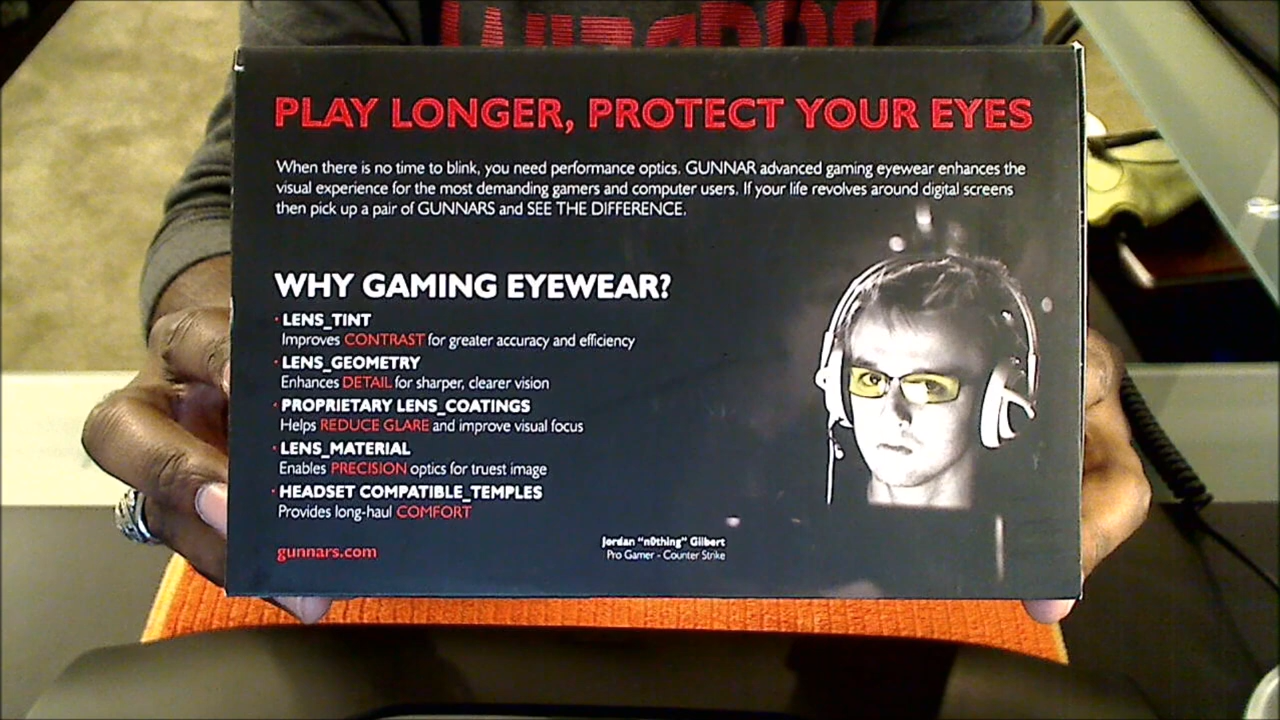 PLAY LONGER, PROTECT YOUR EYES
When there is no time to blink, you need performance optics. GUNNAR advanced gaming eyewear enhances the
visual experience for the most demanding gamers and computer users. If your life revolves around digital screens
then pick up a pair of GUNNARS and SEE THE DIFFERENCE.
WHY GAMING EYEWEAR?
· LENS_TINT
Improves CONTRAST for greater accuracy and efficiency
· LENS_GEOMETRY
Enhances DETAIL for sharper, clearer vision
· PROPRIETARY LENS_COATINGS
Helps REDUCE GLARE and improve visual focus
· LENS_MATERIAL
Enables PRECISION optics for truest image
· HEADSET COMPATIBLE_TEMPLES
Provides long-haul COMFORT
gunnars.com
Jordan "n0thing" Gilbert
Pro Gamer - Counter Strike